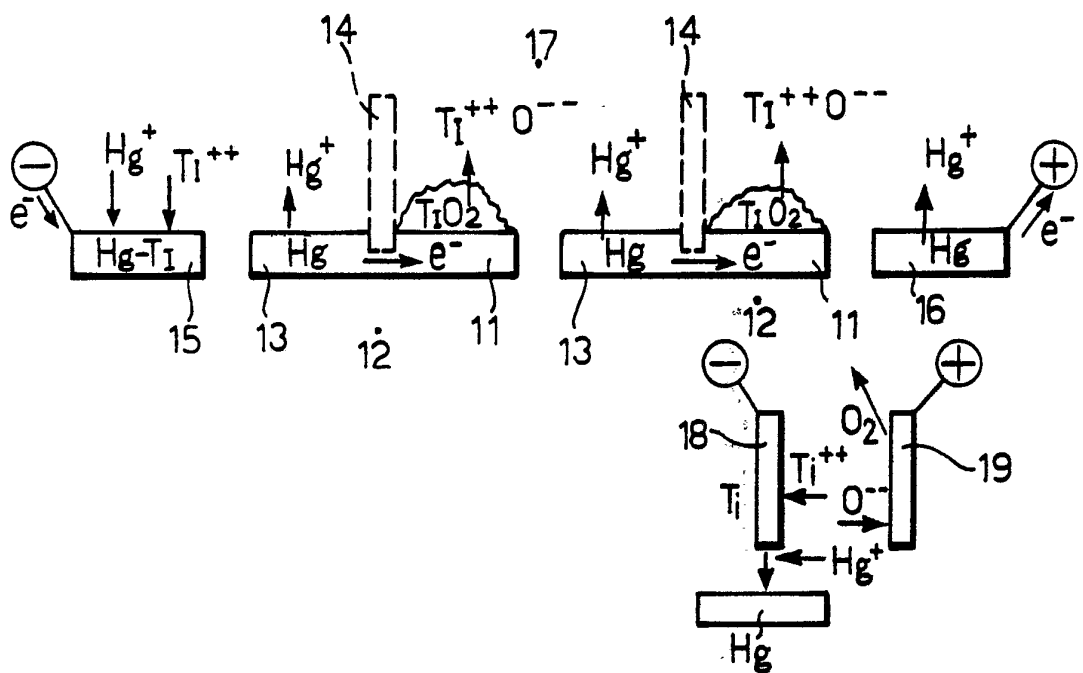 14 17 14
Hg+ TI++ Hg+ TI++ O-- Hg+ TI++ O-- Hg+
− +
e- TIO2 TIO2 e-
Hg-TI Hg e- Hg e- Hg
15 13 12 11 13 12 11 16
− +
18 O2 19
Ti++
Ti O--
Hg+
Hg